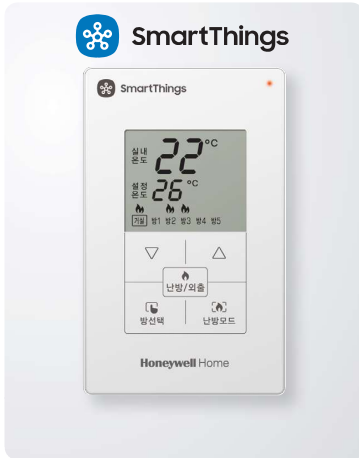 SmartThings
SmartThings
실내 온도 22°C
설정 온도 26°C
거실 방1 방2 방3 방4 방5
난방/외출
방선택 난방모드
Honeywell Home